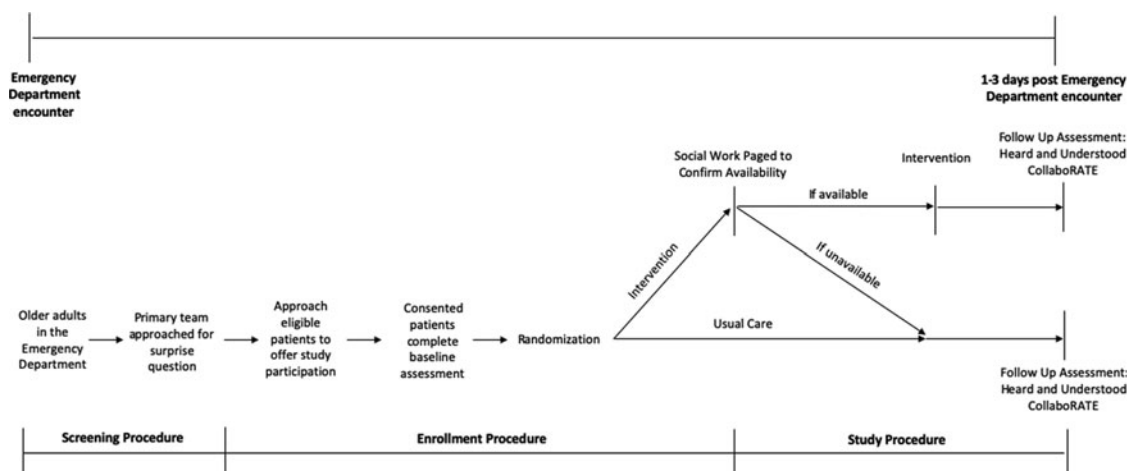 Emergency
Department
encounter
1-3 days post Emergency
Department encounter
Follow Up Assessment:
Heard and Understood
CollaboRATE
Social Work Paged to
Confirm Availability
Intervention
If available
Intervention
If unavailable
Older adults
in the
Emergency
Department
Primary team
approached for
surprise
question
Approach
eligible
patients to
offer study
participation
Consented
patients
complete
baseline
assessment
Randomization
Usual Care
Follow Up Assessment:
Heard and Understood
CollaboRATE
Screening Procedure
Enrollment Procedure
Study Procedure